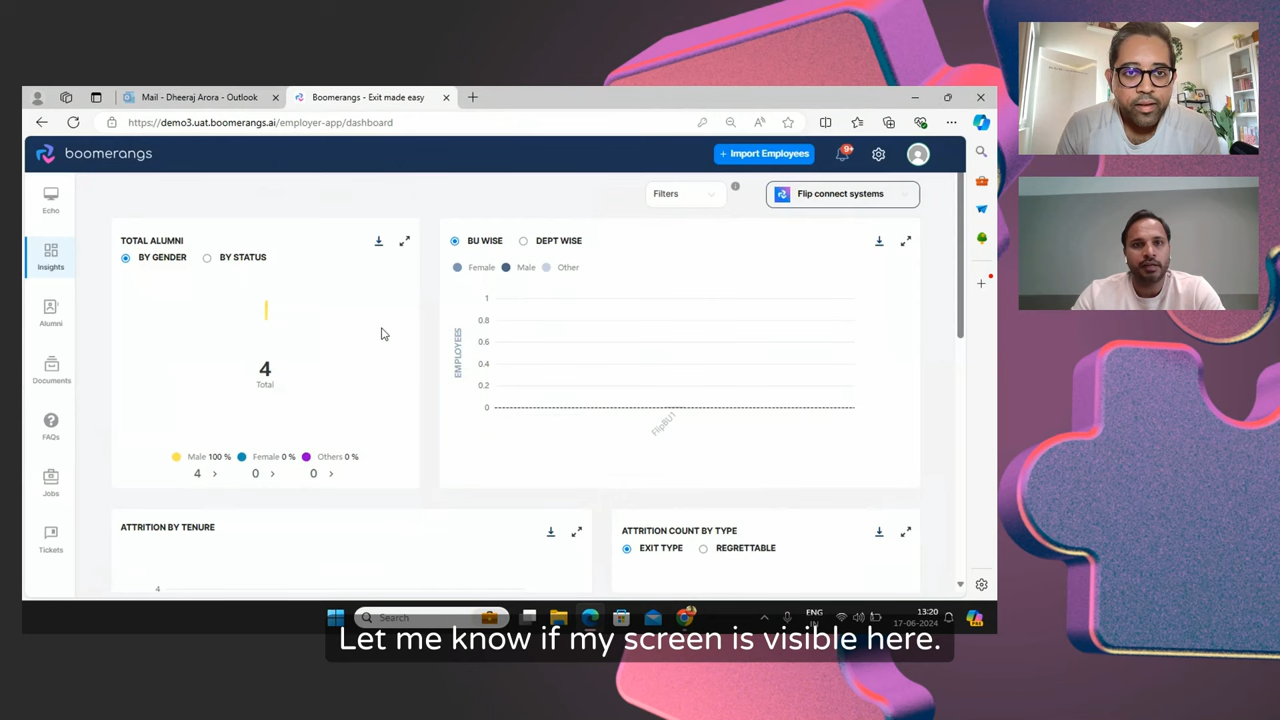 Mail - Dheeraj Arora - Outlook
Boomerangs - Exit made easy
https://demo3.uat.boomerangs.ai/employer-app/dashboard
boomerangs
+ Import Employees
9+
Echo
Insights
Alumni
Documents
FAQs
Jobs
Tickets
Filters
Flip connect systems
TOTAL ALUMNI
BY GENDER
BY STATUS
4
Total
Male 100 %
Female 0 %
Others 0 %
4 >
0 >
0 >
BU WISE
DEPT WISE
Female
Male
Other
EMPLOYEES
1
0.8
0.6
0.4
0.2
0
FlipBU1
ATTRITION BY TENURE
4
ATTRITION COUNT BY TYPE
EXIT TYPE
REGRETTABLE
Search
ENG
IN
13:20
17-06-2024
Let me know if my screen is visible here.